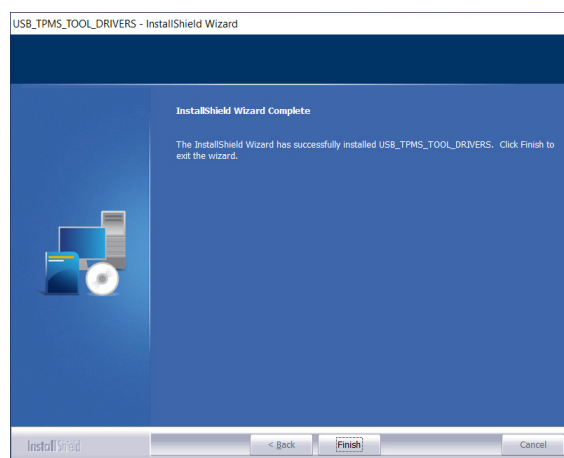 USB_TPMS_TOOL_DRIVERS - InstallShield Wizard
InstallShield Wizard Complete
The InstallShield Wizard has successfully installed USB_TPMS_TOOL_DRIVERS. Click Finish to
exit the wizard.
InstallShield
< Back
Finish
Cancel